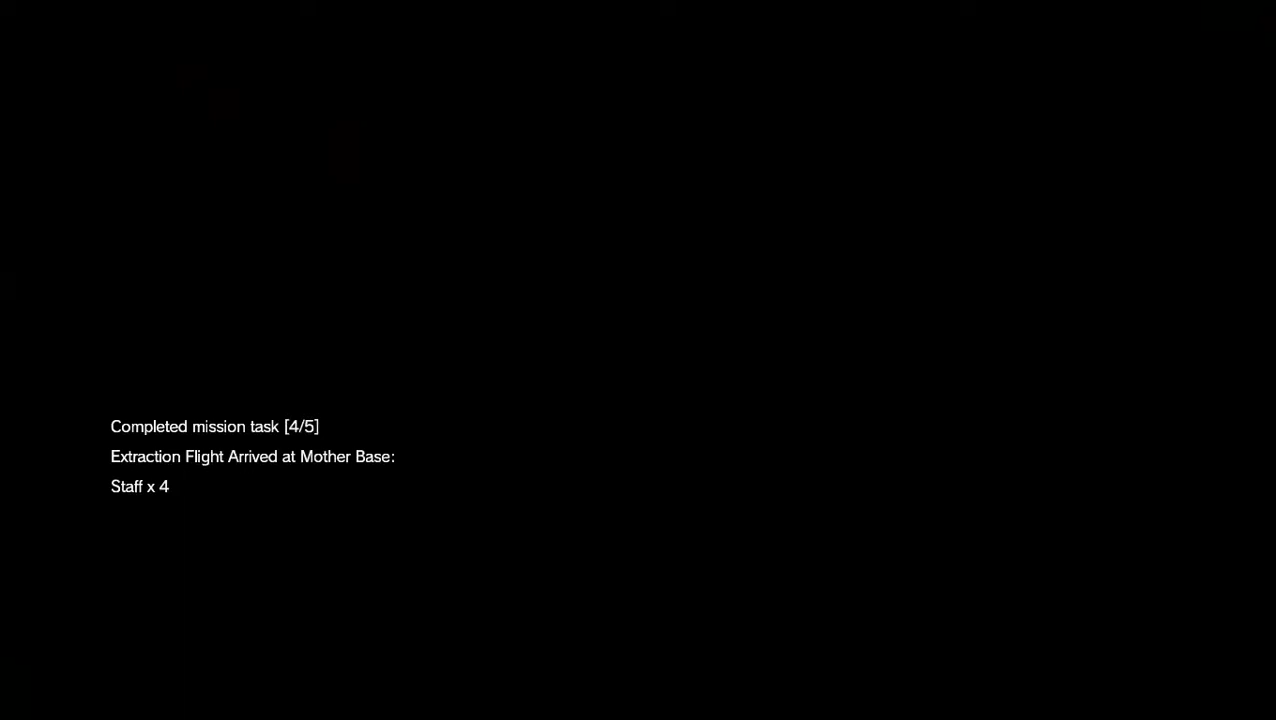 Completed mission task [4/5]
Extraction Flight Arrived at Mother Base:
Staff x 4